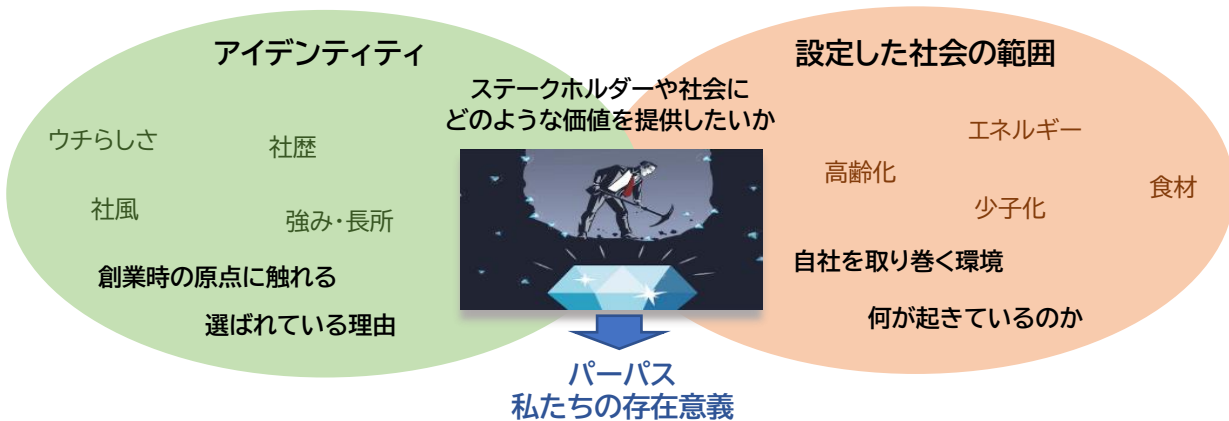 アイデンティティ
ウチらしさ
社歴
社風
強み・長所
創業時の原点に触れる
選ばれている理由
ステークホルダーや社会に
どのような価値を提供したいか
パーパス
私たちの存在意義
設定した社会の範囲
エネルギー
高齢化
食材
少子化
自社を取り巻く環境
何が起きているのか